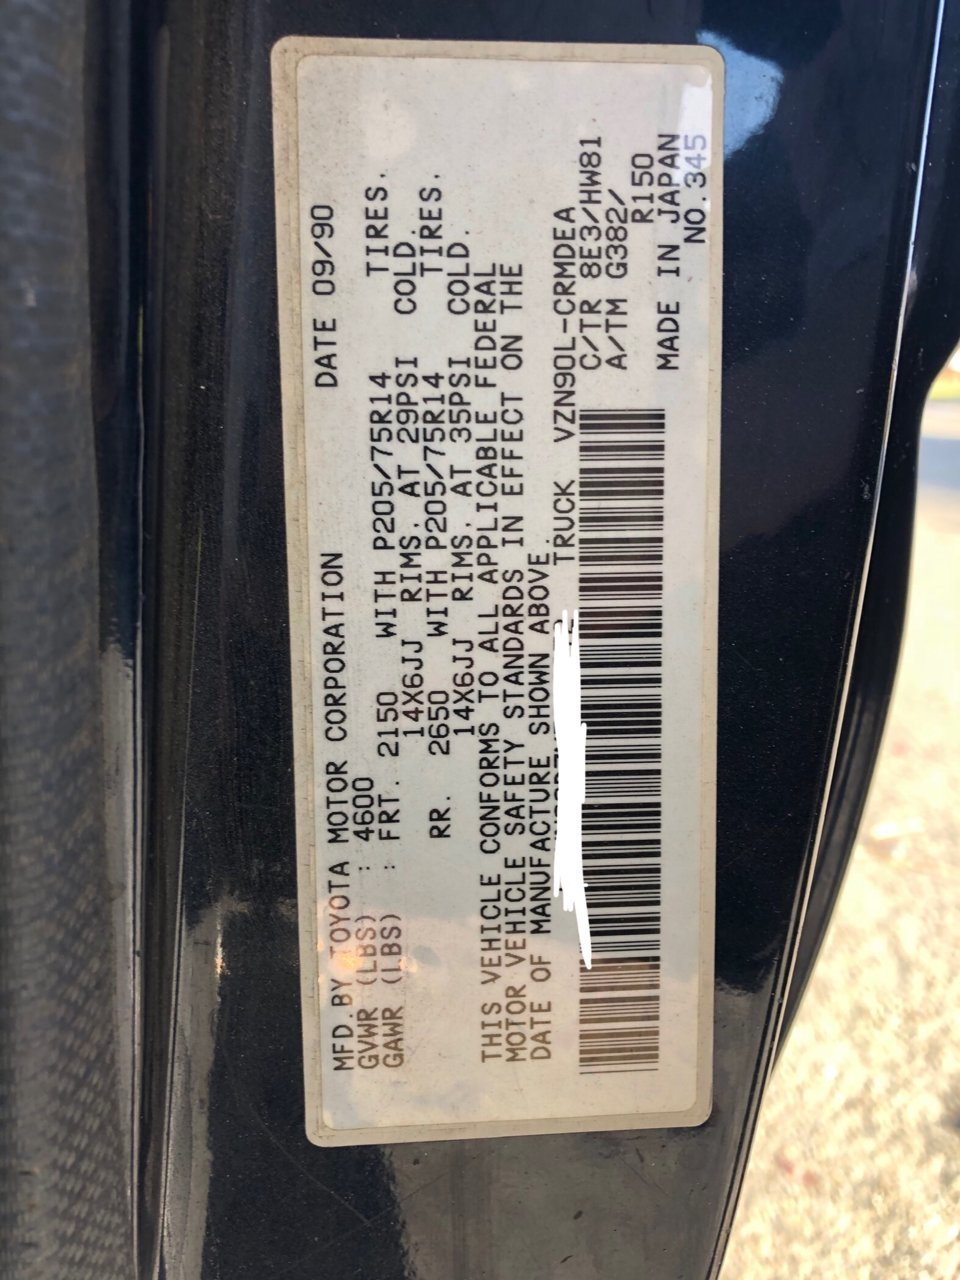 MFD.BY TOYOTA MOTOR CORPORATION DATE 09/90
GVWR (LBS) : 4600
GAWR (LBS) : FRT. 2150 WITH P205/75R14 TIRES.
14X6JJ RIMS. AT 29PSI COLD.
RR. 2650 WITH P205/75R14 TIRES.
14X6JJ RIMS. AT 35PSI COLD.
THIS VEHICLE CONFORMS TO ALL APPLICABLE FEDERAL
MOTOR VEHICLE SAFETY STANDARDS IN EFFECT ON THE
DATE OF MANUFACTURE SHOWN ABOVE.
TRUCK VZN90L-CRMDEA
C/TR 8E3/HW81.
A/TM G382/
R150
MADE IN JAPAN
NO.345